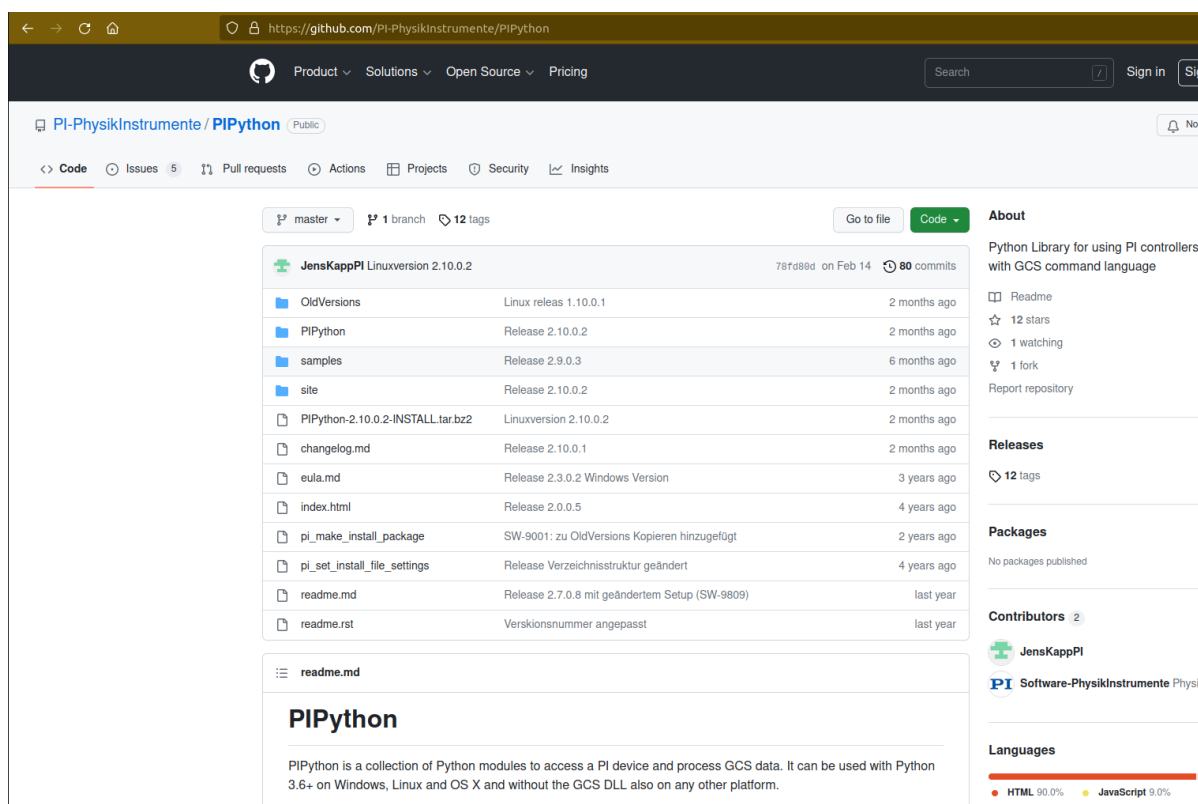 https://github.com/PI-PhysikInstrumente/PIPython
Product Solutions Open Source Pricing Search / Sign in Sig
PI-PhysikInstrumente / PIPython Public No
Code Issues 5 Pull requests Actions Projects Security Insights
master 1 branch 12 tags Go to file Code
JensKappPI Linuxversion 2.10.0.2 78fd80d on Feb 14 80 commits
OldVersions Linux releas 1.10.0.1 2 months ago
PIPython Release 2.10.0.2 2 months ago
samples Release 2.9.0.3 6 months ago
site Release 2.10.0.2 2 months ago
PIPython-2.10.0.2-INSTALL.tar.bz2 Linuxversion 2.10.0.2 2 months ago
changelog.md Release 2.10.0.1 2 months ago
eula.md Release 2.3.0.2 Windows Version 3 years ago
index.html Release 2.0.0.5 4 years ago
pi_make_install_package SW-9001: zu OldVersions Kopieren hinzugefügt 2 years ago
pi_set_install_file_settings Release Verzeichnisstruktur geändert 4 years ago
readme.md Release 2.7.0.8 mit geändertem Setup (SW-9809) last year
readme.rst Verskionsnummer angepasst last year
readme.md
PIPython
PIPython is a collection of Python modules to access a PI device and process GCS data. It can be used with Python
3.6+ on Windows, Linux and OS X and without the GCS DLL also on any other platform.
About
Python Library for using PI controllers
with GCS command language
Readme
12 stars
1 watching
1 fork
Report repository
Releases
12 tags
Packages
No packages published
Contributors 2
JensKappPI
PI Software-PhysikInstrumente Physi
Languages
HTML 90.0% JavaScript 9.0%